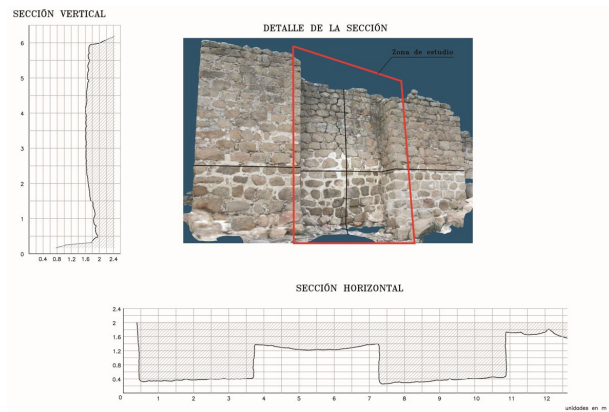 SECCIÓN VERTICAL
DETALLE DE LA SECCIÓN
Zona de estudio
6
5
4
3
2
1
0
0.4 0.8 1.2 1.6 2 2.4
SECCIÓN HORIZONTAL
2.4
2
1.6
1.2
0.8
0.4
0 1 2 3 4 5 6 7 8 9 10 11 12
unidades en m